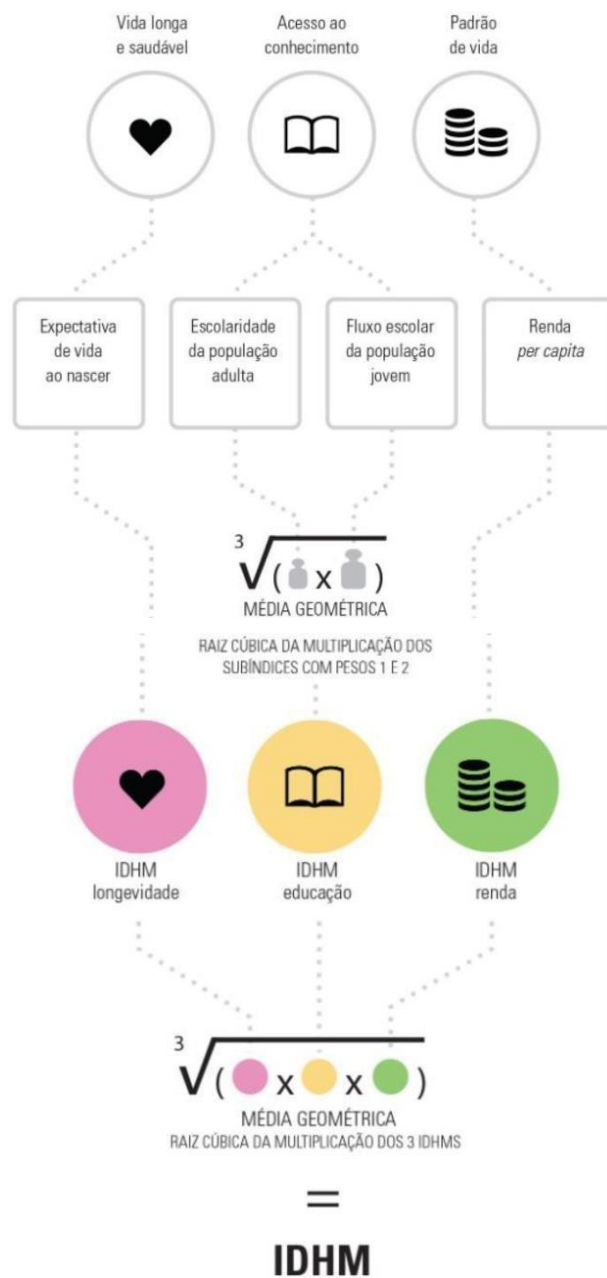 Vida longa
e saudável
Acesso ao
conhecimento
Padrão
de vida
Expectativa
de vida
ao nascer
Escolaridade
da população
adulta
Fluxo escolar
da população
jovem
Renda
per capita
3
√( x )
MÉDIA GEOMÉTRICA
RAIZ CÚBICA DA MULTIPLICAÇÃO DOS
SUBÍNDICES COM PESOS 1 E 2
IDHM
longevidade
IDHM
educação
IDHM
renda
3
√( x x )
MÉDIA GEOMÉTRICA
RAIZ CÚBICA DA MULTIPLICAÇÃO DOS 3 IDHMS
=
IDHM